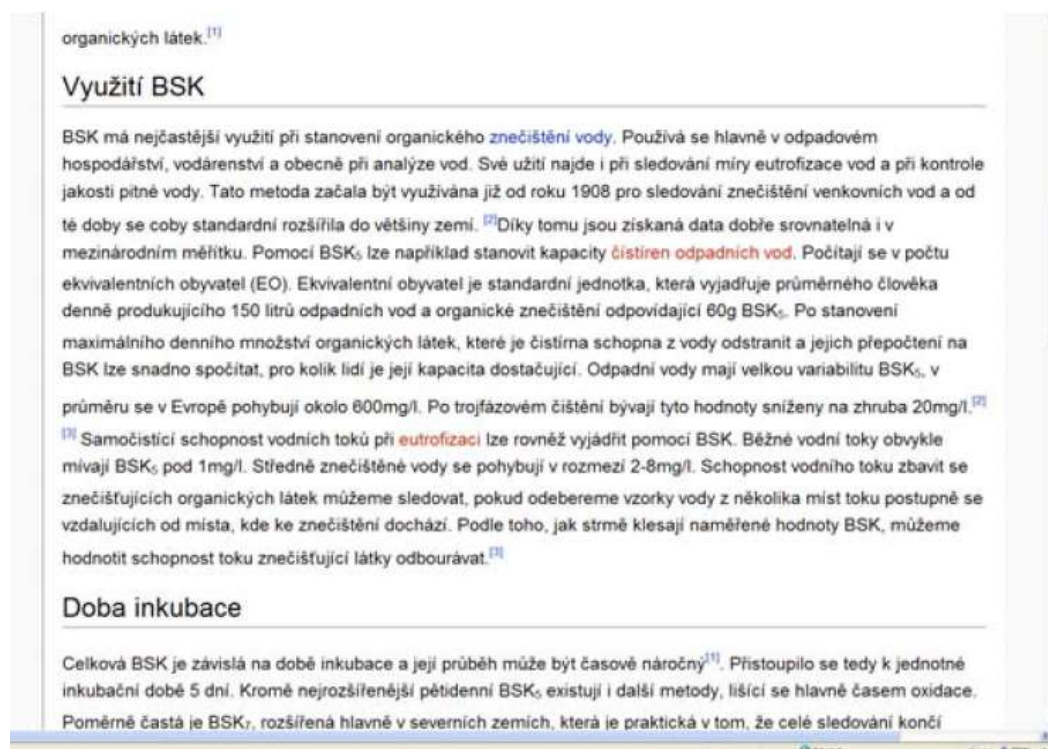 organických látek.[1]
Využití BSK
BSK má nejčastější využití při stanovení organického znečištění vody. Používá se hlavně v odpadovém
hospodářství, vodárenství a obecně při analýze vod. Své užití najde i při sledování míry eutrofizace vod a při kontrole
jakosti pitné vody. Tato metoda začala být využívána již od roku 1908 pro sledování znečištění venkovních vod a od
té doby se coby standardní rozšířila do většiny zemí. [2]Díky tomu jsou získaná data dobře srovnatelná i v
mezinárodním měřítku. Pomocí BSK₅ lze například stanovit kapacity čistíren odpadních vod. Počítají se v počtu
ekvivalentních obyvatel (EO). Ekvivalentní obyvatel je standardní jednotka, která vyjadřuje průměrného člověka
denně produkujícího 150 litrů odpadních vod a organické znečištění odpovídající 60g BSK₅. Po stanovení
maximálního denního množství organických látek, které je čistírna schopna z vody odstranit a jejich přepočtení na
BSK lze snadno spočítat, pro kolik lidí je její kapacita dostačující. Odpadní vody mají velkou variabilitu BSK₅, v
průměru se v Evropě pohybují okolo 600mg/l. Po trojfázovém čištění bývají tyto hodnoty sníženy na zhruba 20mg/l.[2]
[3] Samočistící schopnost vodních toků při eutrofizaci lze rovněž vyjádřit pomocí BSK. Běžné vodní toky obvykle
mívají BSK₅ pod 1mg/l. Středně znečištěné vody se pohybují v rozmezí 2-8mg/l. Schopnost vodního toku zbavit se
znečišťujících organických látek můžeme sledovat, pokud odebereme vzorky vody z několika míst toku postupně se
vzdalujících od místa, kde ke znečištění dochází. Podle toho, jak strmě klesají naměřené hodnoty BSK, můžeme
hodnotit schopnost toku znečišťující látky odbourávat.[3]
Doba inkubace
Celková BSK je závislá na době inkubace a její průběh může být časově náročný[1]. Přistoupilo se tedy k jednotné
inkubační době 5 dní. Kromě nejrozšířenější pětidenní BSK₅ existují i další metody, lišící se hlavně časem oxidace.
Poměrně častá je BSK₇, rozšířená hlavně v severních zemích, která je praktická v tom, že celé sledování končí